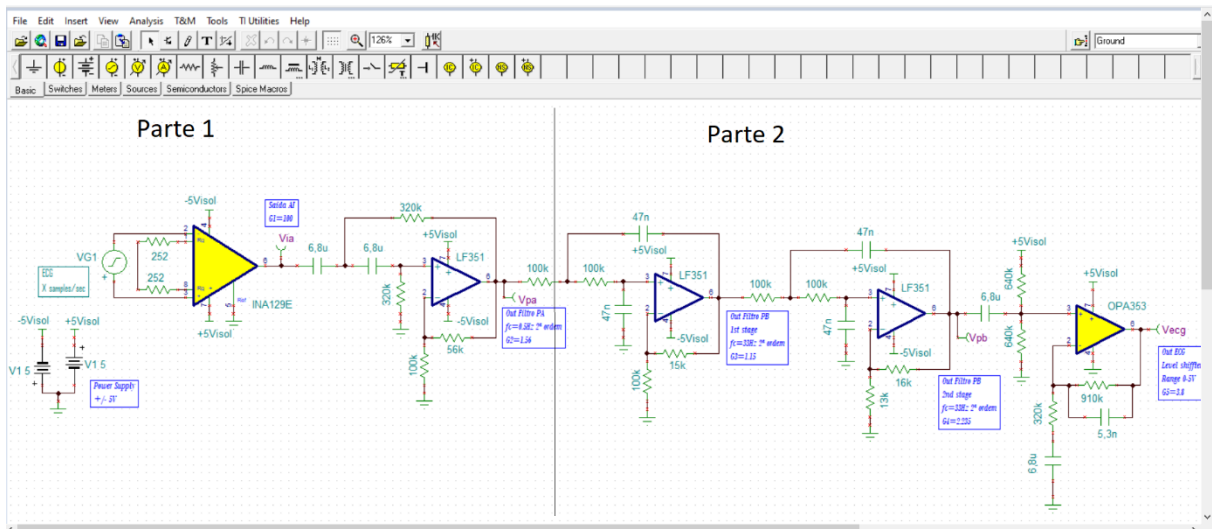 File Edit Insert View Analysis T&M Tools TI Utilities Help
126%
Ground
Basic Switches Meters Sources Semiconductors Spice Macros
Parte 1
Parte 2
-5Visol
Saida AI
G1=100
Via
VG1
252
252
ECG
X samples/sec
INA129E
+5Visol
6,8u
6,8u
320k
320k
+5Visol
LF351
-5Visol
56k
100k
Vpa
Out Filtro PA
fc=0.5Hz 2ª ordem
G2=1.56
-5Visol
+5Visol
V1 5
V1 5
Power Supply
+/- 5V
100k
100k
47n
+5Visol
LF351
47n
-5Visol
15k
100k
Out Filtro PB
1st stage
fc=33Hz 2ª ordem
G3=1.15
100k
100k
47n
+5Visol
LF351
47n
-5Visol
16k
13k
Vpb
Out Filtro PB
2nd stage
fc=33Hz 2ª ordem
G4=2.235
6,8u
+5Visol
640k
640k
+5Visol
OPA353
Vecg
Out ECG
Level shiffter
Range 0-5V
G5=3.8
910k
5,3n
320k
6,8u